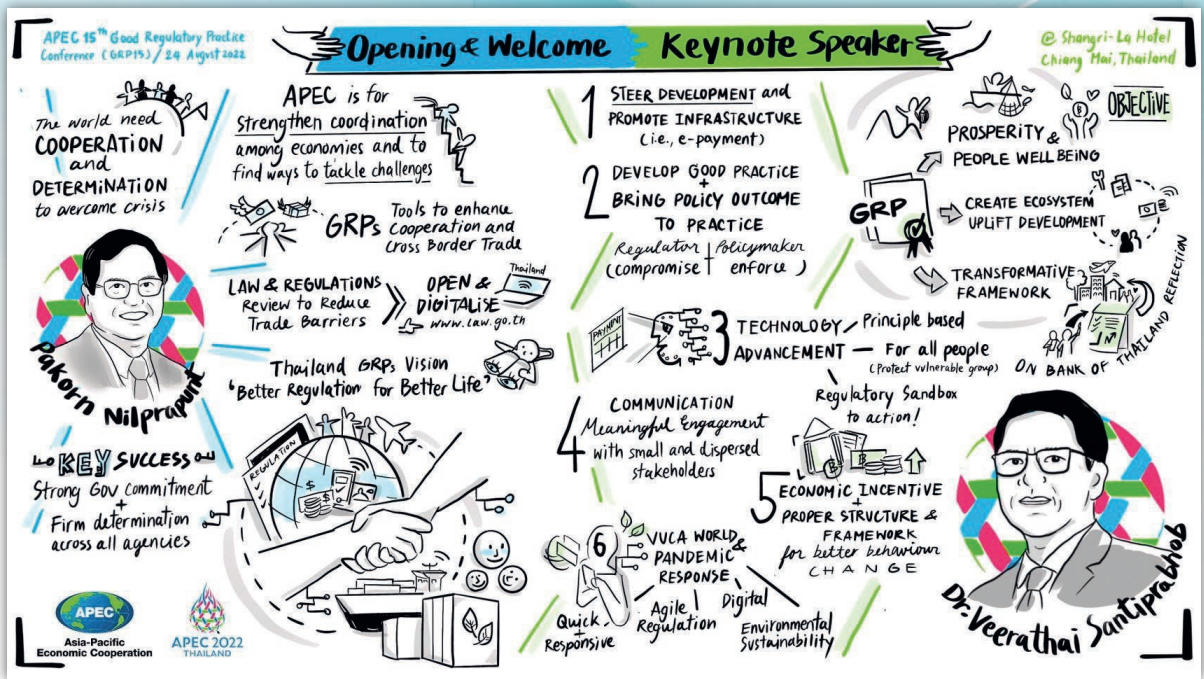 APEC 15th Good Regulatory Practice
Conference (GRP15) / 24 August 2022
Opening & Welcome
Keynote Speaker
@ Shangri-La Hotel
Chiang Mai, Thailand
The world need
COOPERATION
and
DETERMINATION
to overcome crisis
Pakorn Nilprapunt
KEY SUCCESS
Strong Gov Commitment
+
Firm determination
across all agencies
APEC is for
Strengthen coordination
among economies and to
find ways to tackle challenges
GRPs
Tools to enhance
Cooperation and
Cross Border Trade
LAW & REGULATIONS
Review to Reduce
Trade Barriers
OPEN &
DIGITALISE
www.law.go.th
Thailand
Thailand GRPs Vision
'Better Regulation for Better Life'
REGULATION
$
$
APEC
Asia-Pacific
Economic Cooperation
APEC 2022
THAILAND
1 STEER DEVELOPMENT and
PROMOTE INFRASTRUCTURE
(i.e., e-payment)
2 DEVELOP GOOD PRACTICE
+
BRING POLICY OUTCOME
TO PRACTICE
Regulator + Policymaker
(compromise enforce)
PAYMENT
3 TECHNOLOGY
ADVANCEMENT
Principle based
For all people
(Protect vulnerable group)
Regulatory Sandbox
to action!
4 COMMUNICATION
Meaningful Engagement
with small and dispersed
stakeholders
5 ECONOMIC INCENTIVE
+
PROPER STRUCTURE &
FRAMEWORK
for better behaviour
CHANGE
6
VUCA WORLD &
PANDEMIC
RESPONSE
Quick +
Responsive
Agile
Regulation
Digital
Environmental
Sustainability
OBJECTIVE
GRP
PROSPERITY &
PEOPLE WELL BEING
CREATE ECOSYSTEM
UPLIFT DEVELOPMENT
TRANSFORMATIVE
FRAMEWORK
ON BANK OF THAILAND REFLECTION
Dr. Veerathai Santiprabhob